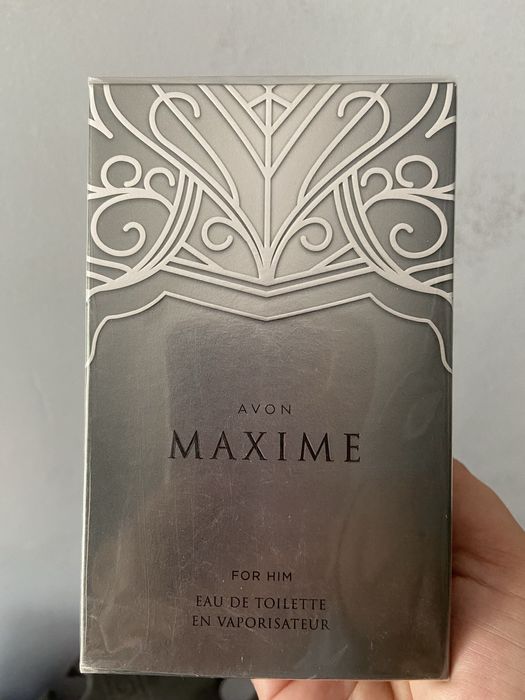 AVON
MAXIME
FOR HIM
EAU DE TOILETTE
EN VAPORISATEUR